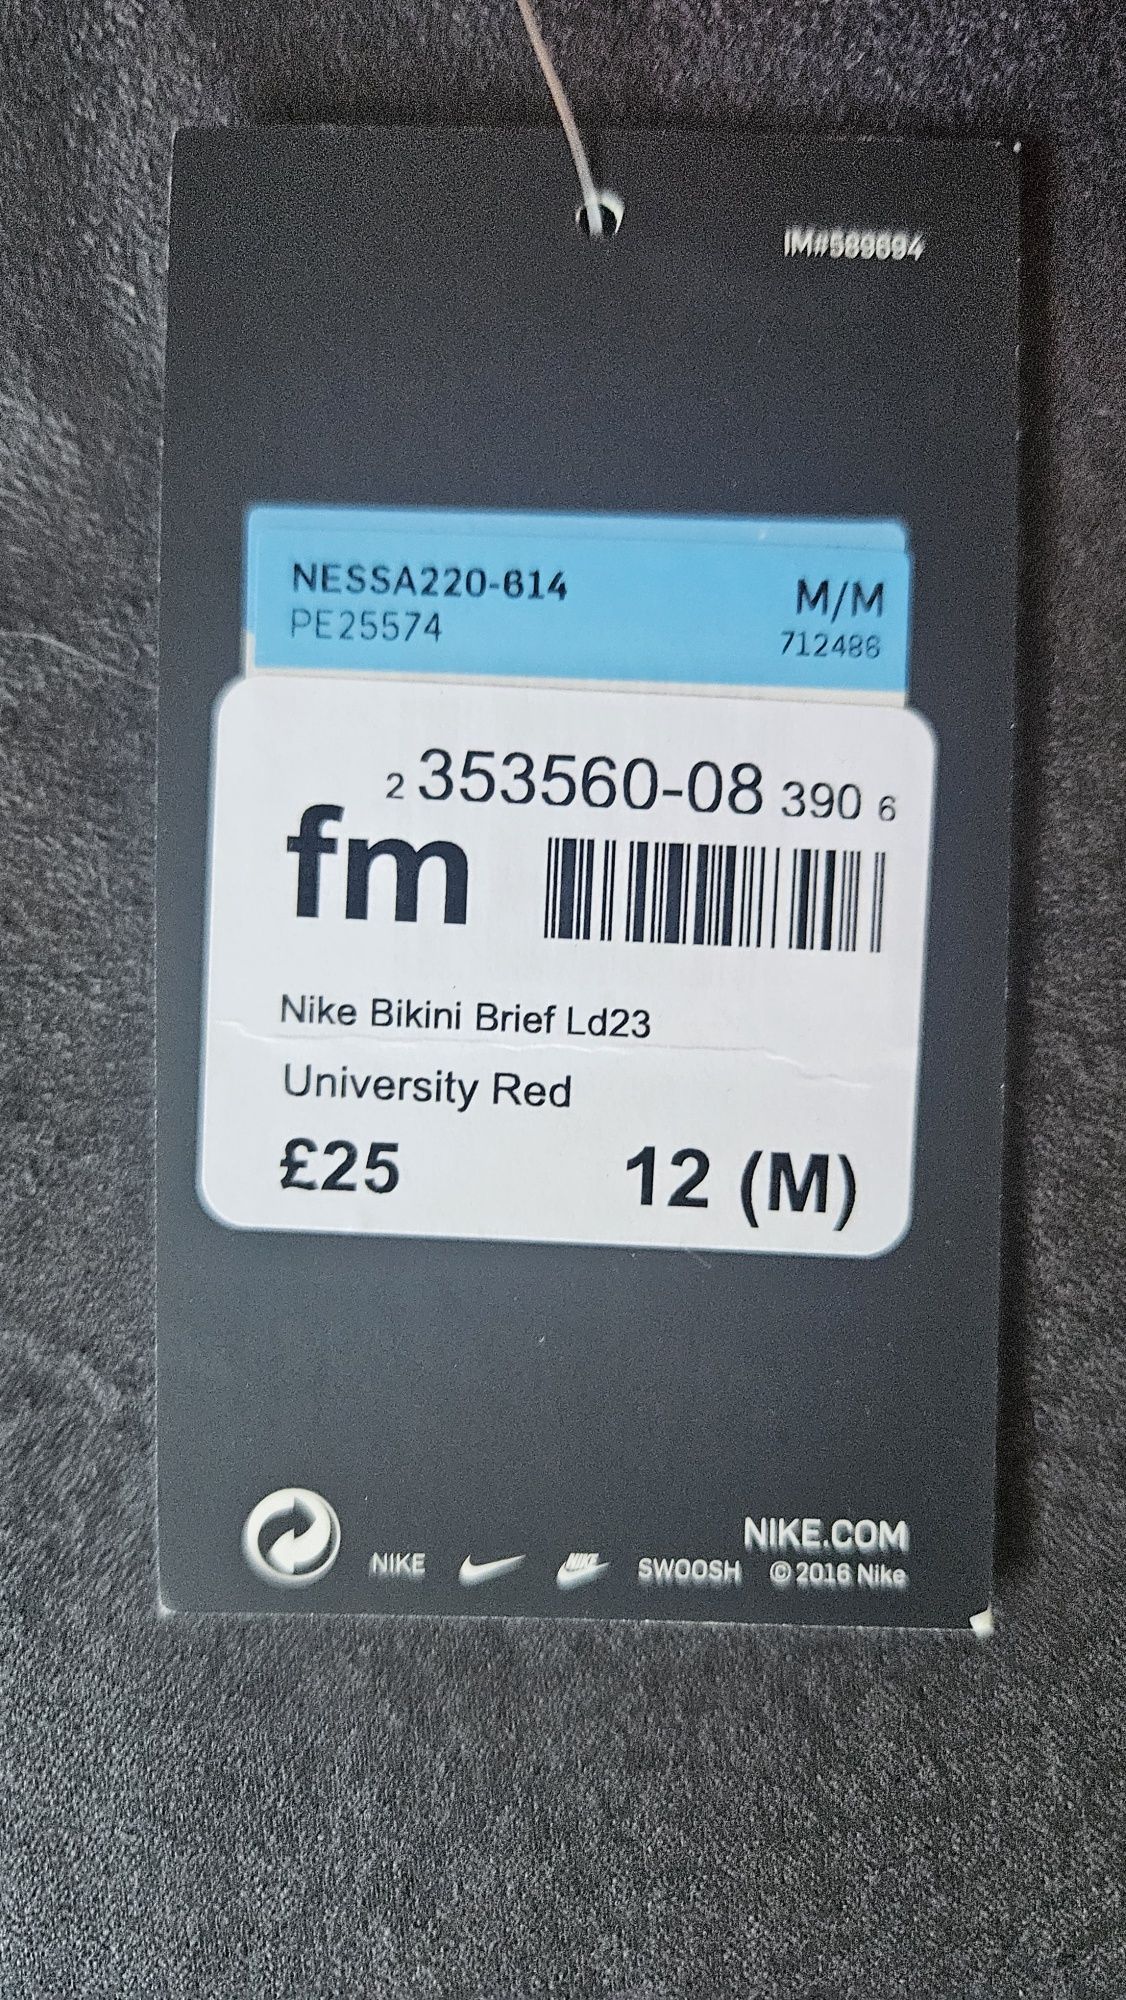 IM#589694
NESSA220-614 M/M
PE25574 712486
2 353560-08 390 6
fm
Nike Bikini Brief Ld23
University Red
£25 12 (M)
NIKE.COM
NIKE NIKE SWOOSH © 2016 Nike